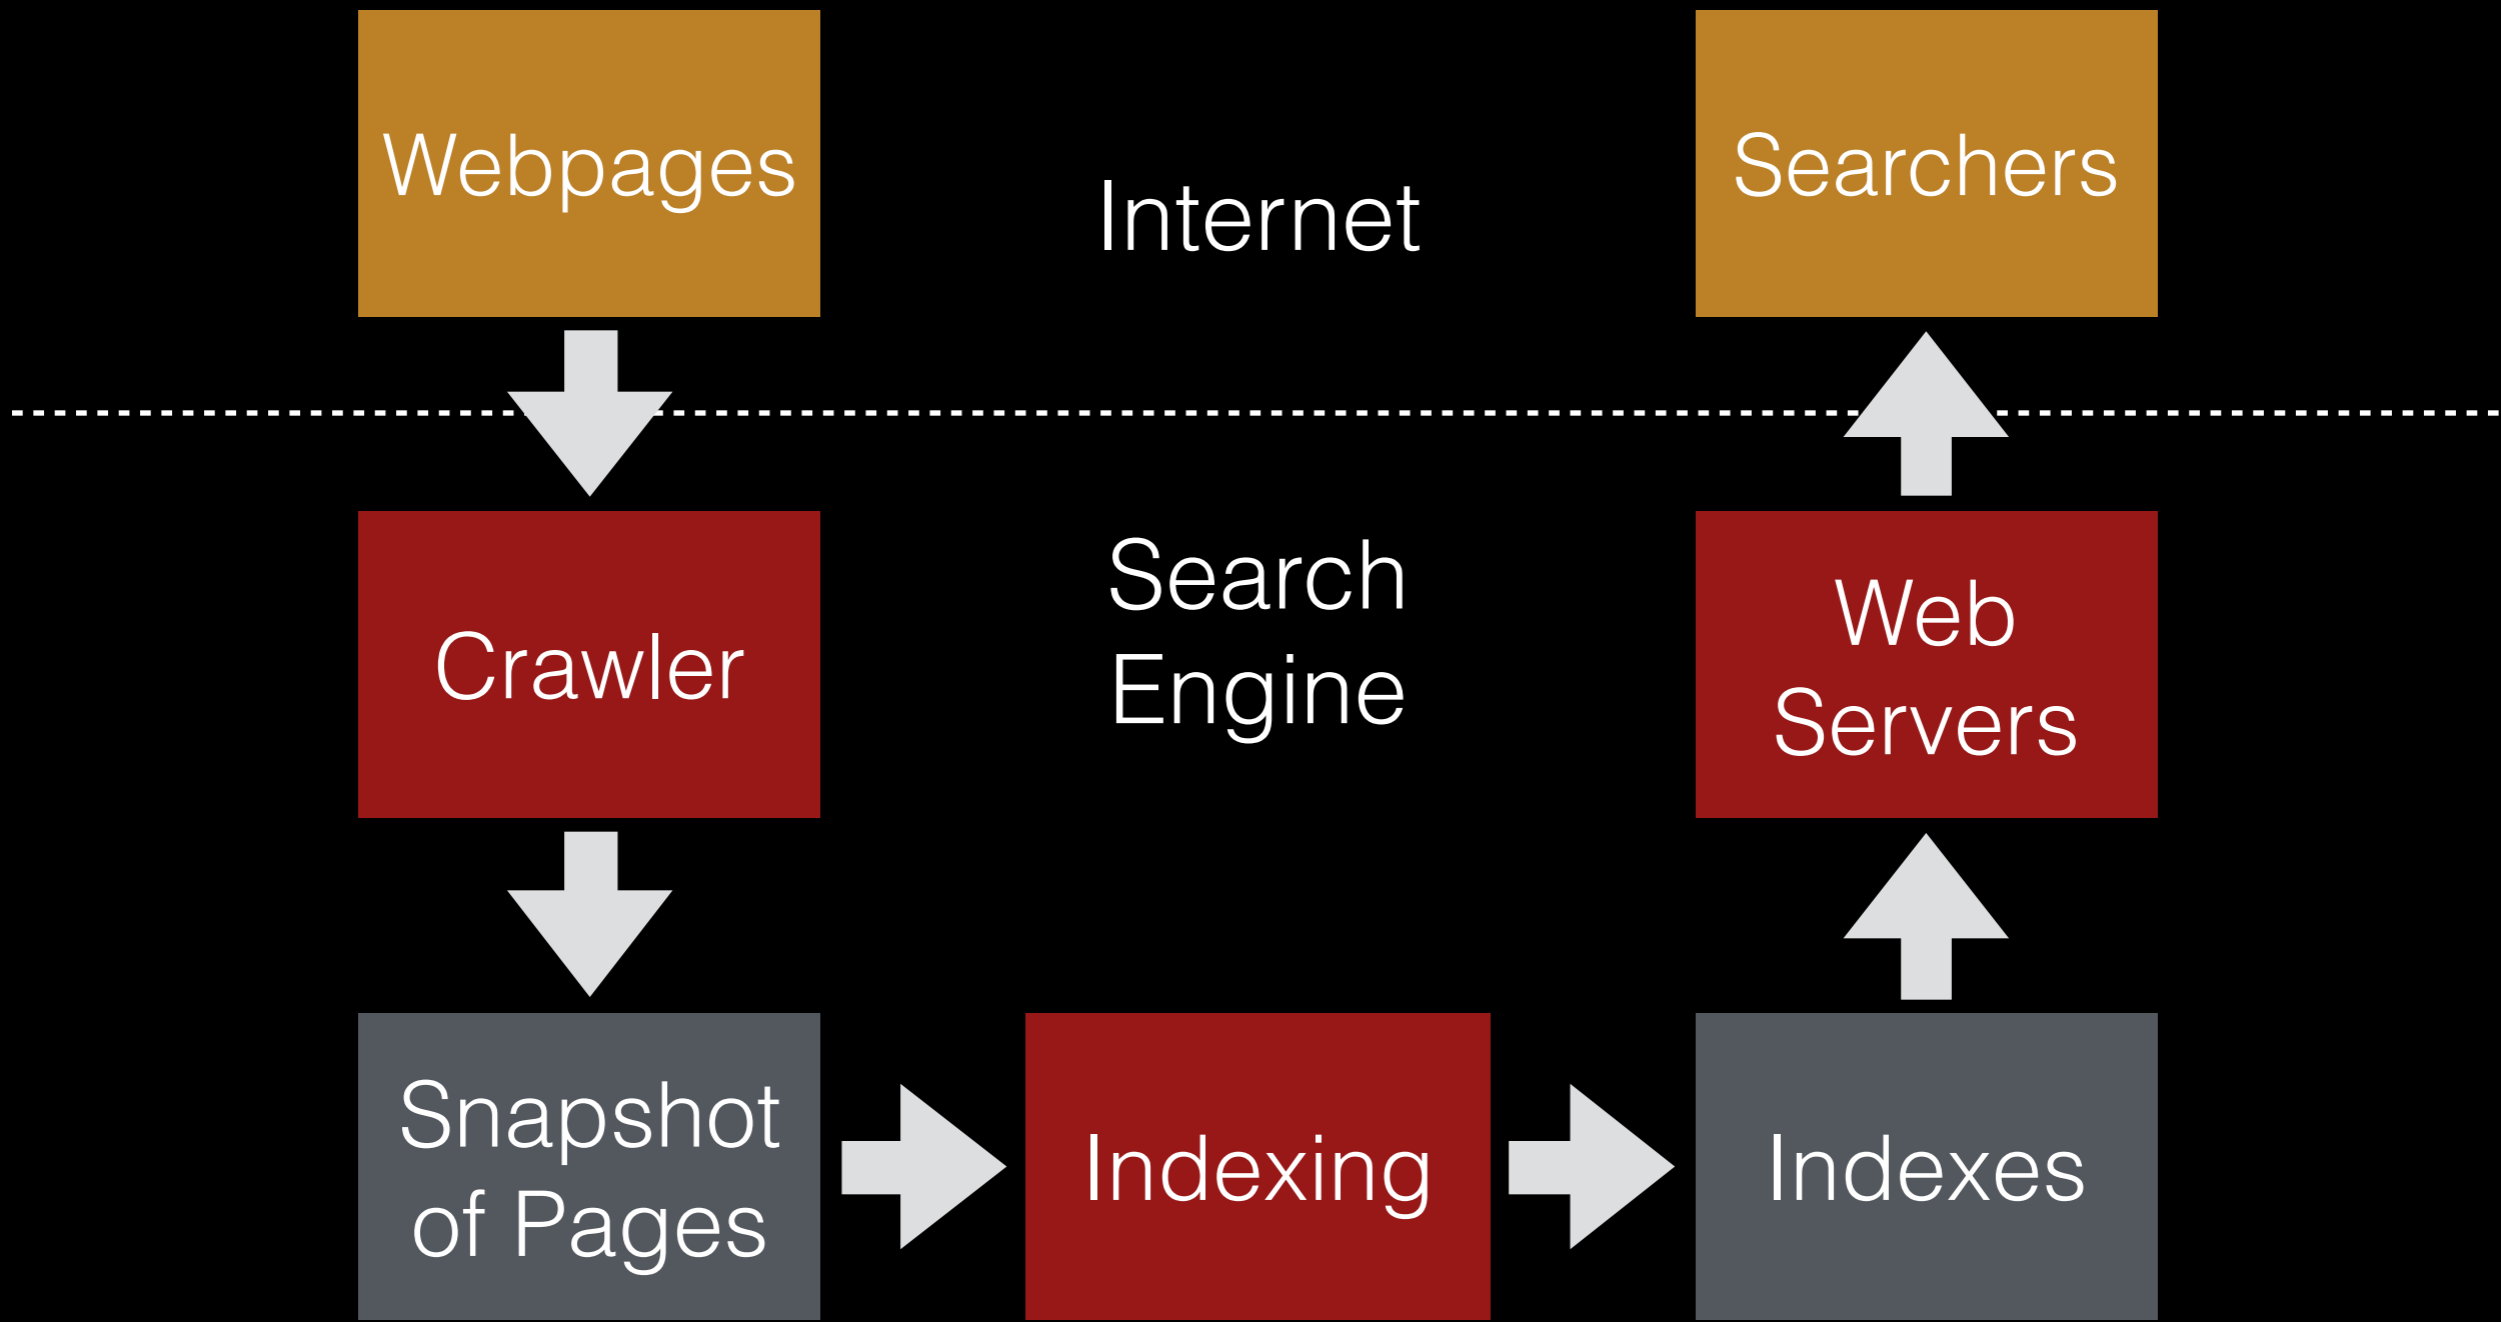 Webpages
Internet
Searchers
Crawler
Search
Engine
Web
Servers
Snapshot
of Pages
Indexing
Indexes